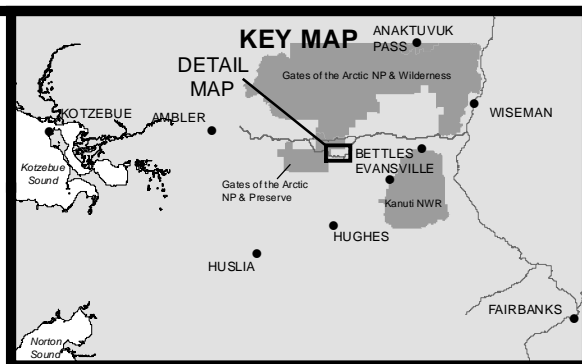 KEY MAP
ANAKTUVUK
PASS
DETAIL
MAP
Gates of the Arctic NP & Wilderness
KOTZEBUE
AMBLER
WISEMAN
Kotzebue
Sound
BETTLES
EVANSVILLE
Gates of the Arctic
NP & Preserve
Kanuti NWR
HUGHES
HUSLIA
FAIRBANKS
Norton
Sound